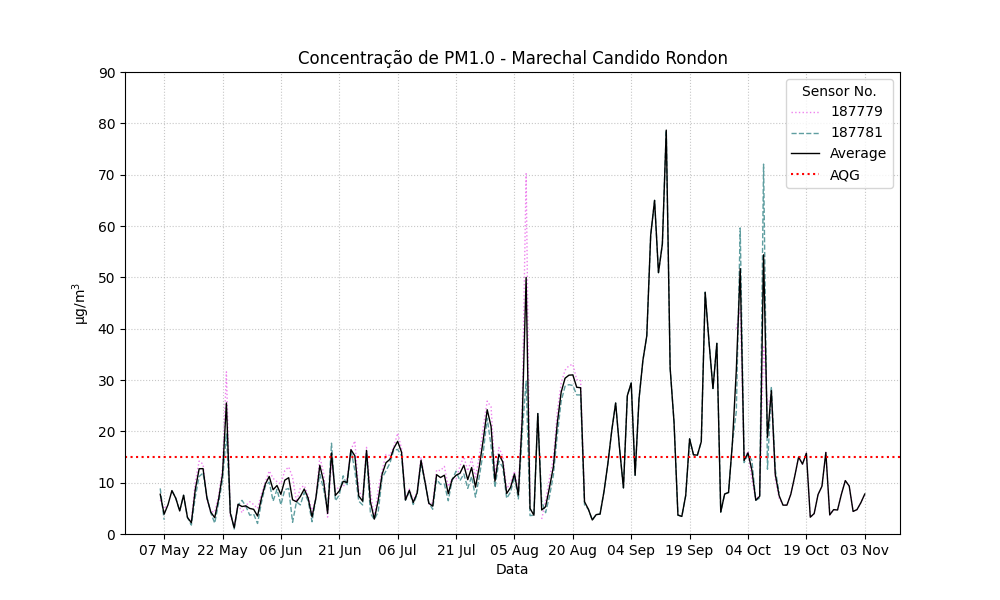 Concentração de PM1.0 - Marechal Candido Rondon
Sensor No.
187779
187781
Average
AQG
90
80
70
60
50
40
30
20
10
0
µg/m³
07 May 22 May 06 Jun 21 Jun 06 Jul 21 Jul 05 Aug 20 Aug 04 Sep 19 Sep 04 Oct 19 Oct 03 Nov
Data